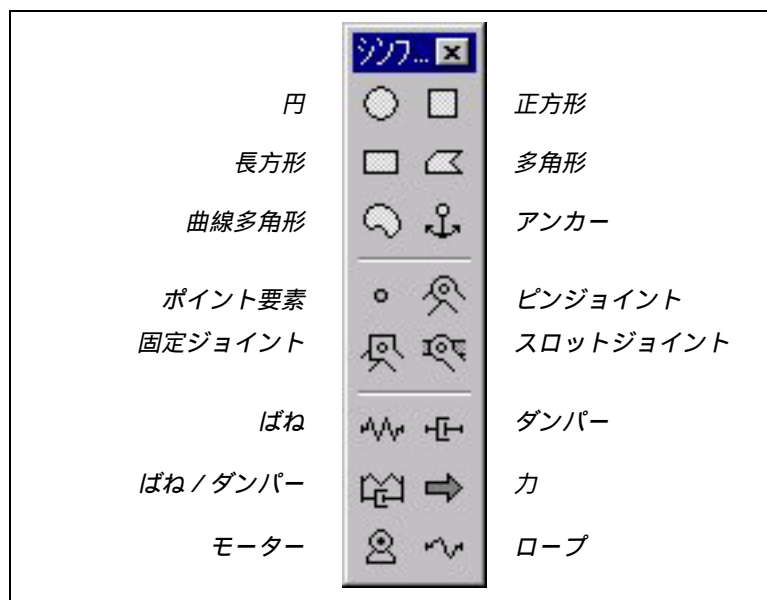 シンフ...
円 正方形
長方形 多角形
曲線多角形 アンカー
ポイント要素 ピンジョイント
固定ジョイント スロットジョイント
ばね ダンパー
ばね / ダンパー 力
モーター ロープ